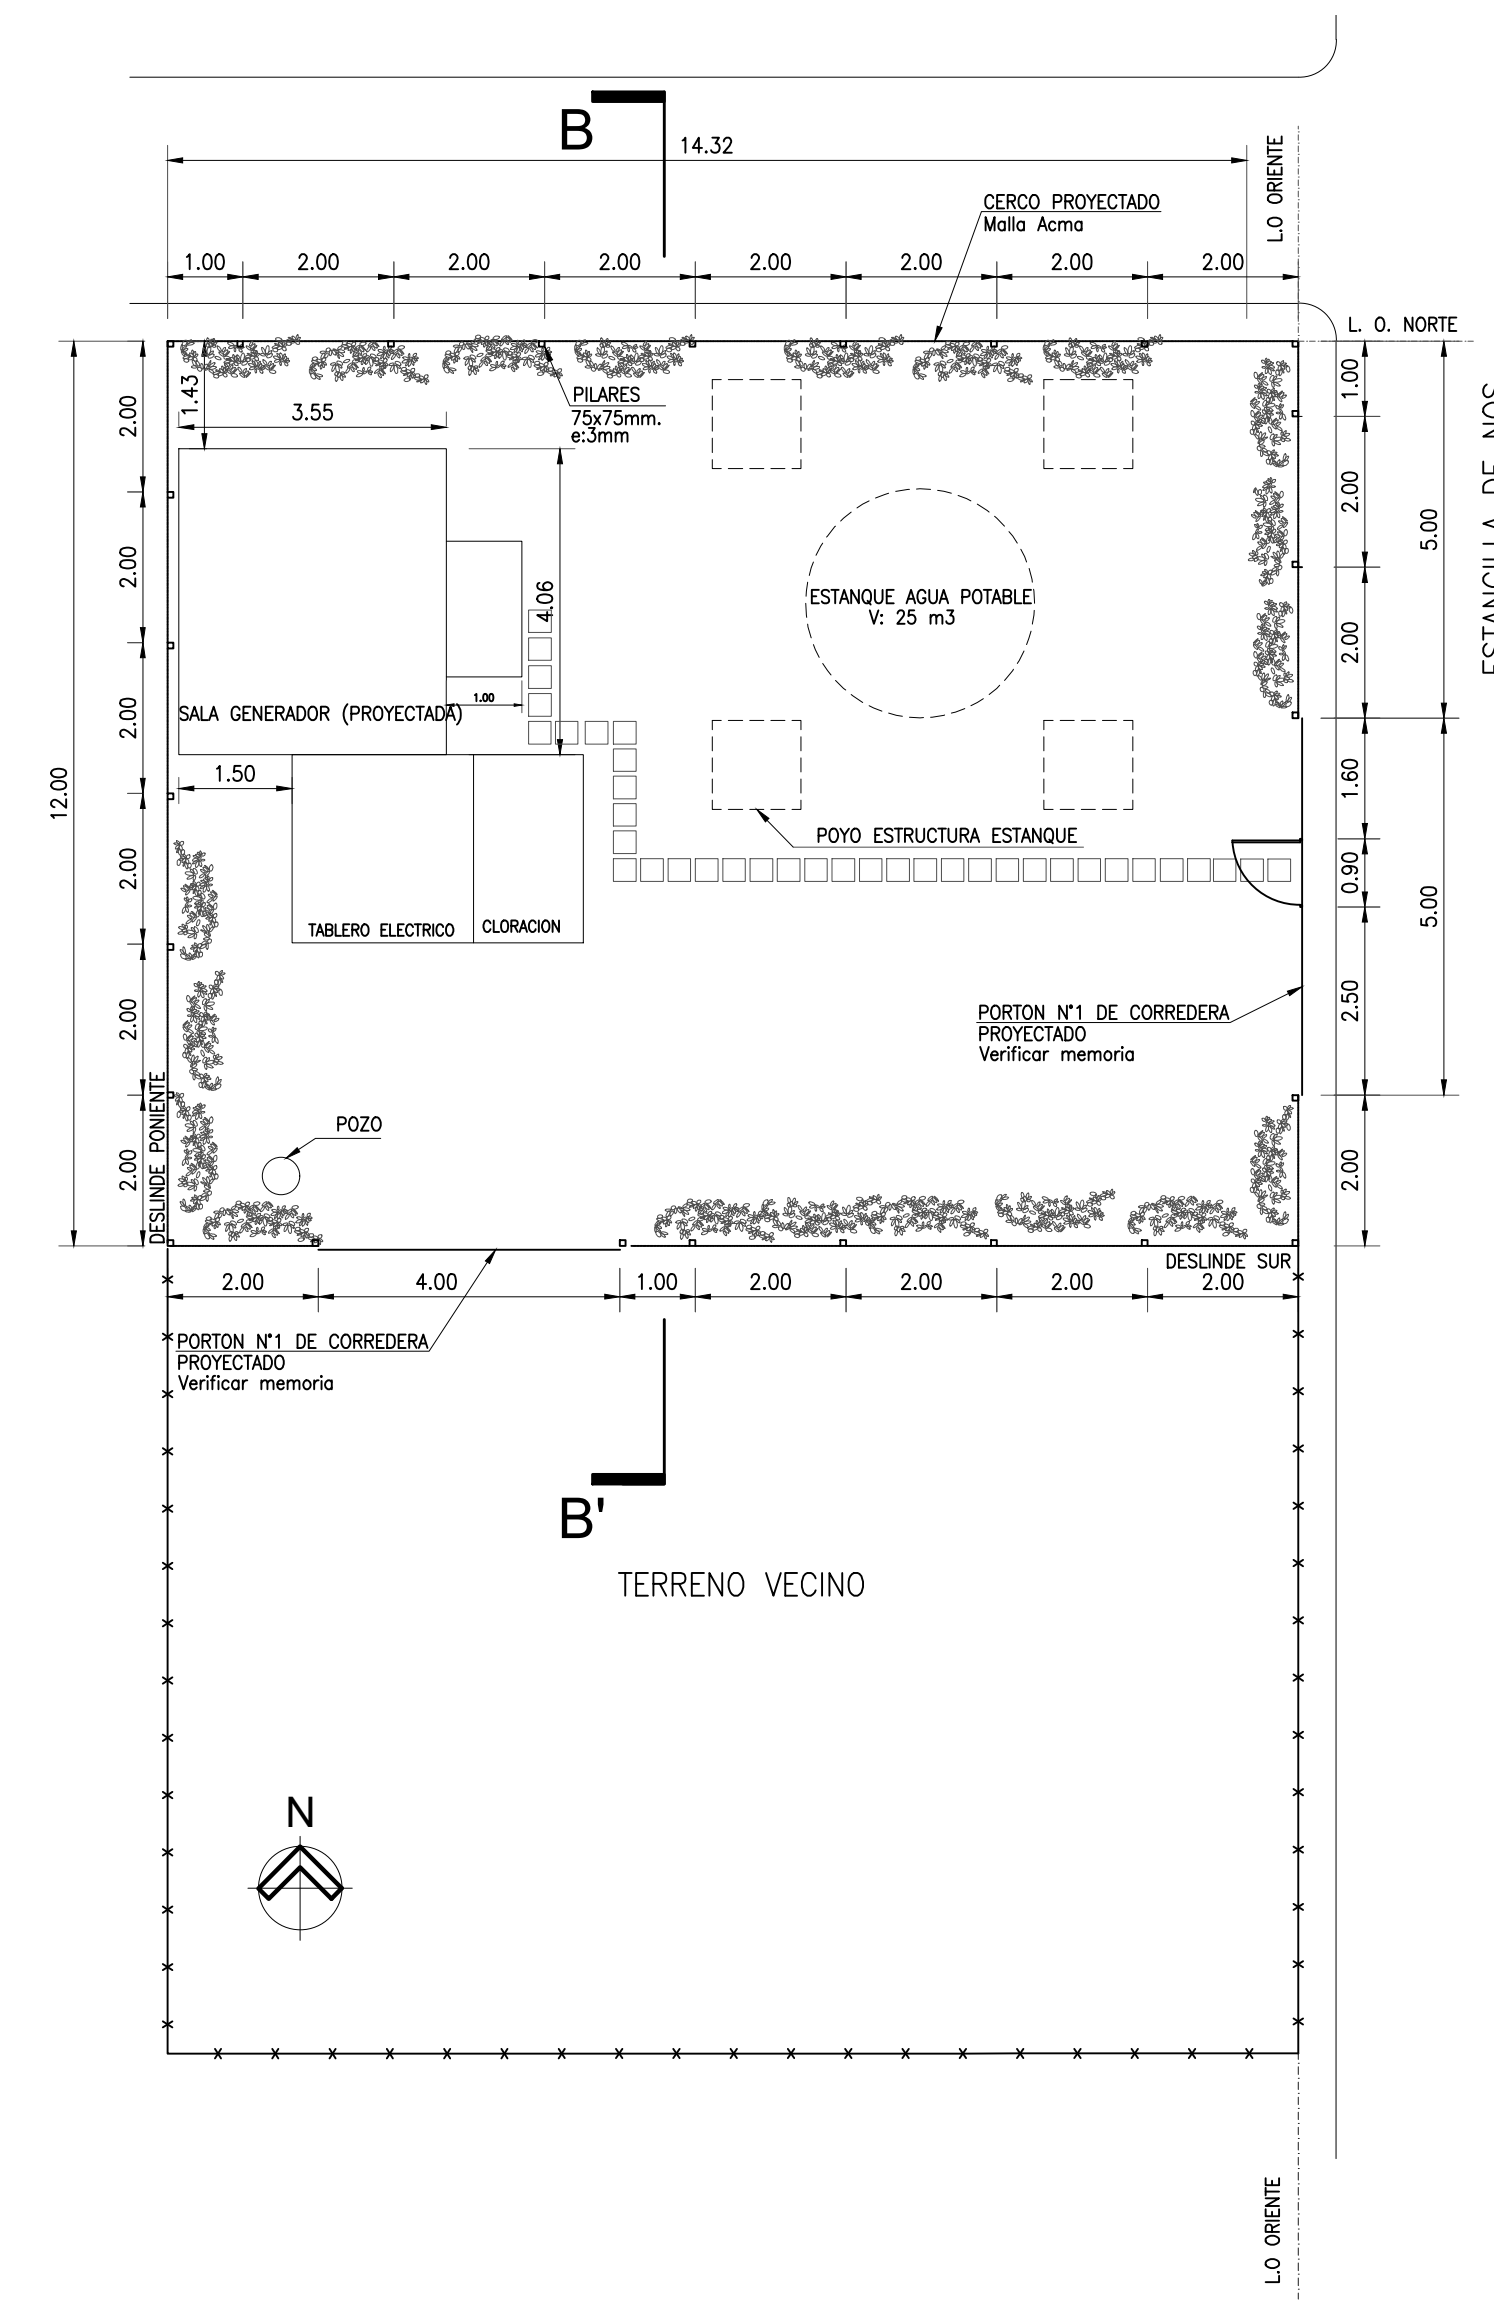 B
14.32
L.O ORIENTE
CERCO PROYECTADO
Malla Acma
1.00 2.00 2.00 2.00 2.00 2.00 2.00 2.00
L. O. NORTE
1.43
3.55
PILARES
75x75mm.
e:3mm
2.00
2.00
2.00
2.00
2.00
2.00
12.00
4.06
ESTANQUE AGUA POTABLE
V: 25 m3
1.00
SALA GENERADOR (PROYECTADA)
1.50
POYO ESTRUCTURA ESTANQUE
TABLERO ELECTRICO
CLORACION
1.00
2.00
2.00
5.00
1.60
0.90
2.50
5.00
2.00
PORTON N°1 DE CORREDERA
PROYECTADO
Verificar memoria
DESLINDE PONIENTE
POZO
DESLINDE SUR
2.00 4.00 1.00 2.00 2.00 2.00 2.00
PORTON N°1 DE CORREDERA
PROYECTADO
Verificar memoria
B'
TERRENO VECINO
N
L.O ORIENTE